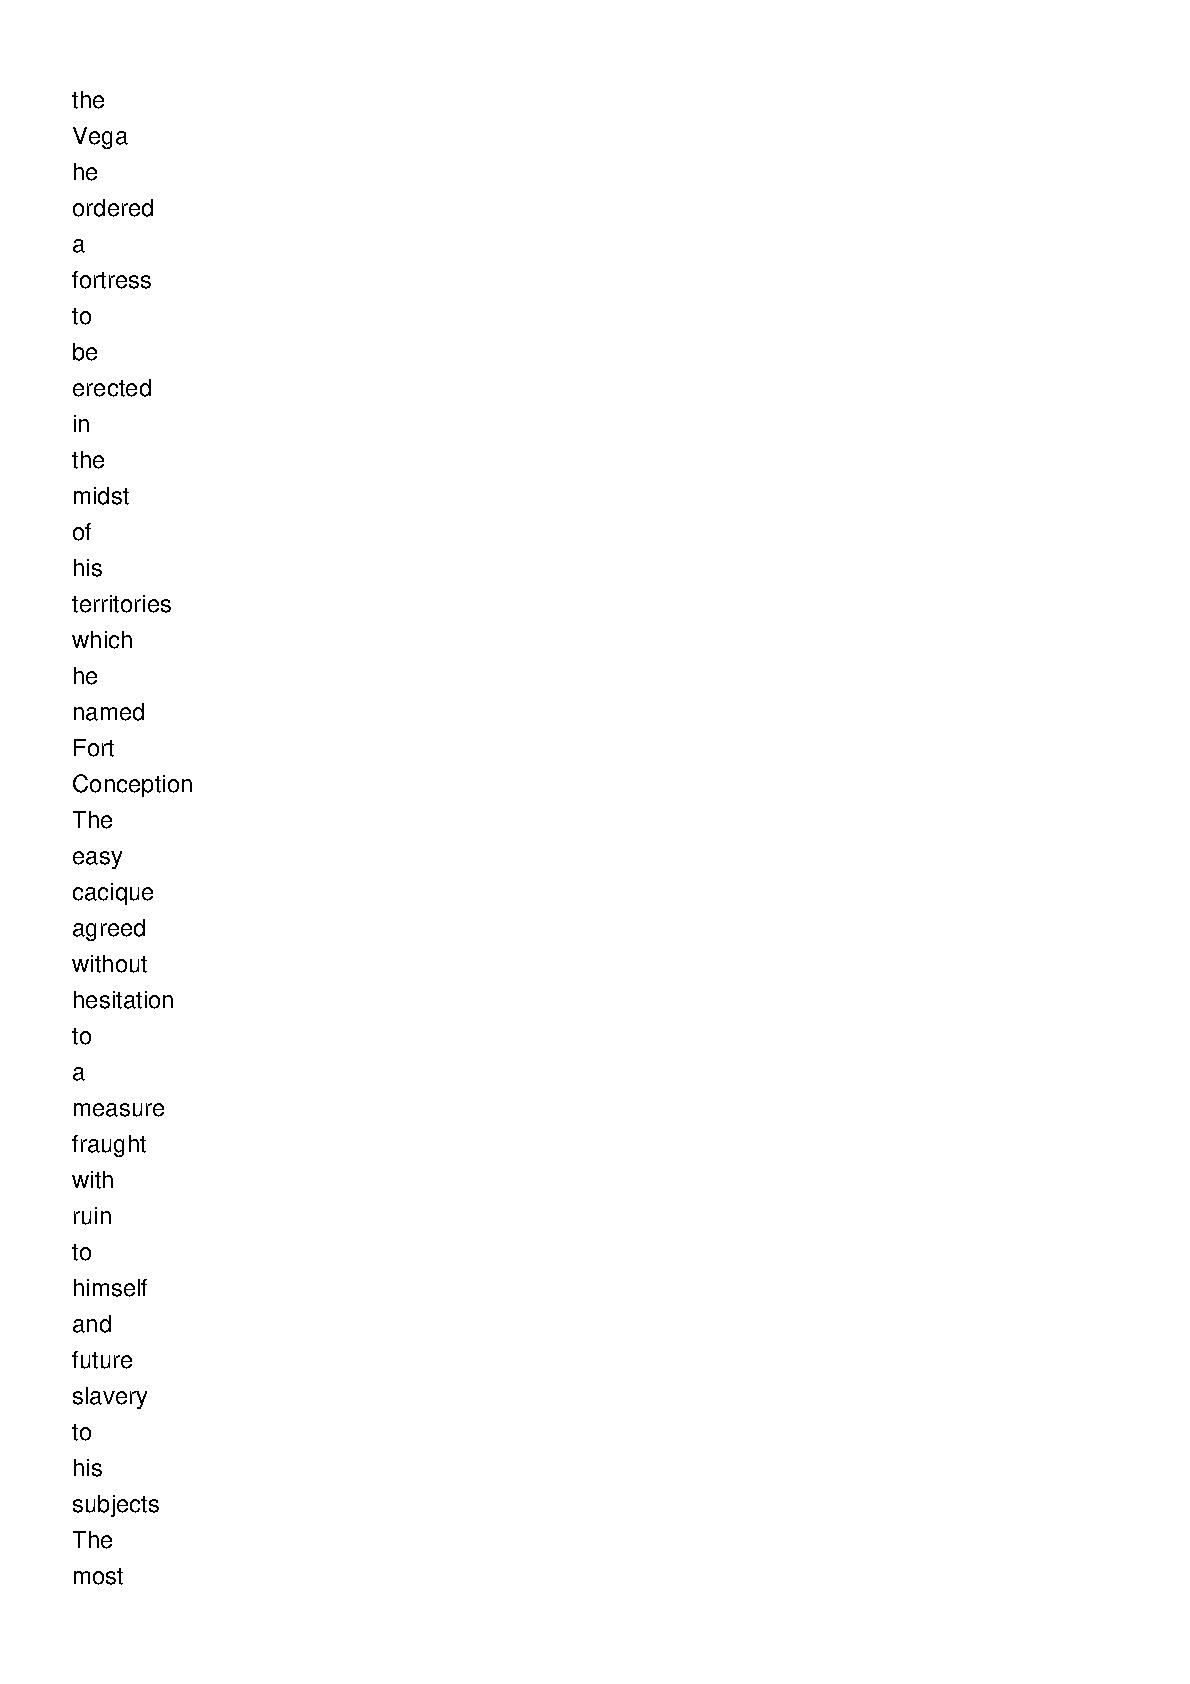 the
Vega
he
ordered
a
fortress
to
be
erected
in
the
midst
of
his
territories
which
he
named
Fort
Conception
The
easy
cacique
agreed
without
hesitation
to
a
measure
fraught
with
ruin
to
himself
and
future
slavery
to
his
subjects
The
most